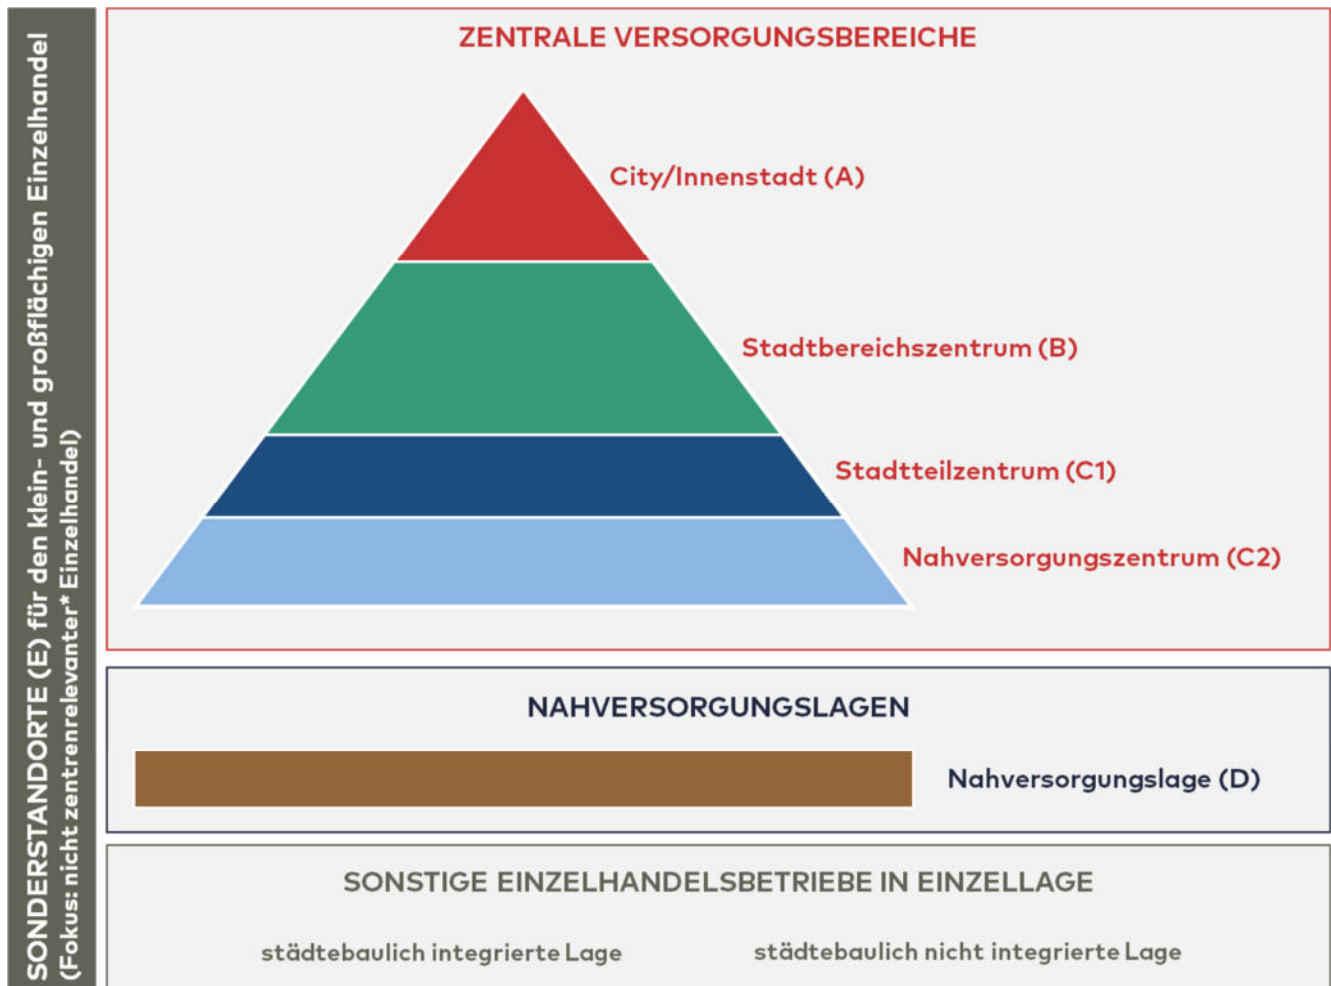 SONDERSTANDORTE (E) für den klein- und großflächigen Einzelhandel
(Fokus: nicht zentrenrelevanter* Einzelhandel)
ZENTRALE VERSORGUNGSBEREICHE
City/Innenstadt (A)
Stadtbereichszentrum (B)
Stadtteilzentrum (C1)
Nahversorgungszentrum (C2)
NAHVERSORGUNGSLAGEN
Nahversorgungslage (D)
SONSTIGE EINZELHANDELSBETRIEBE IN EINZELLAGE
städtebaulich integrierte Lage
städtebaulich nicht integrierte Lage